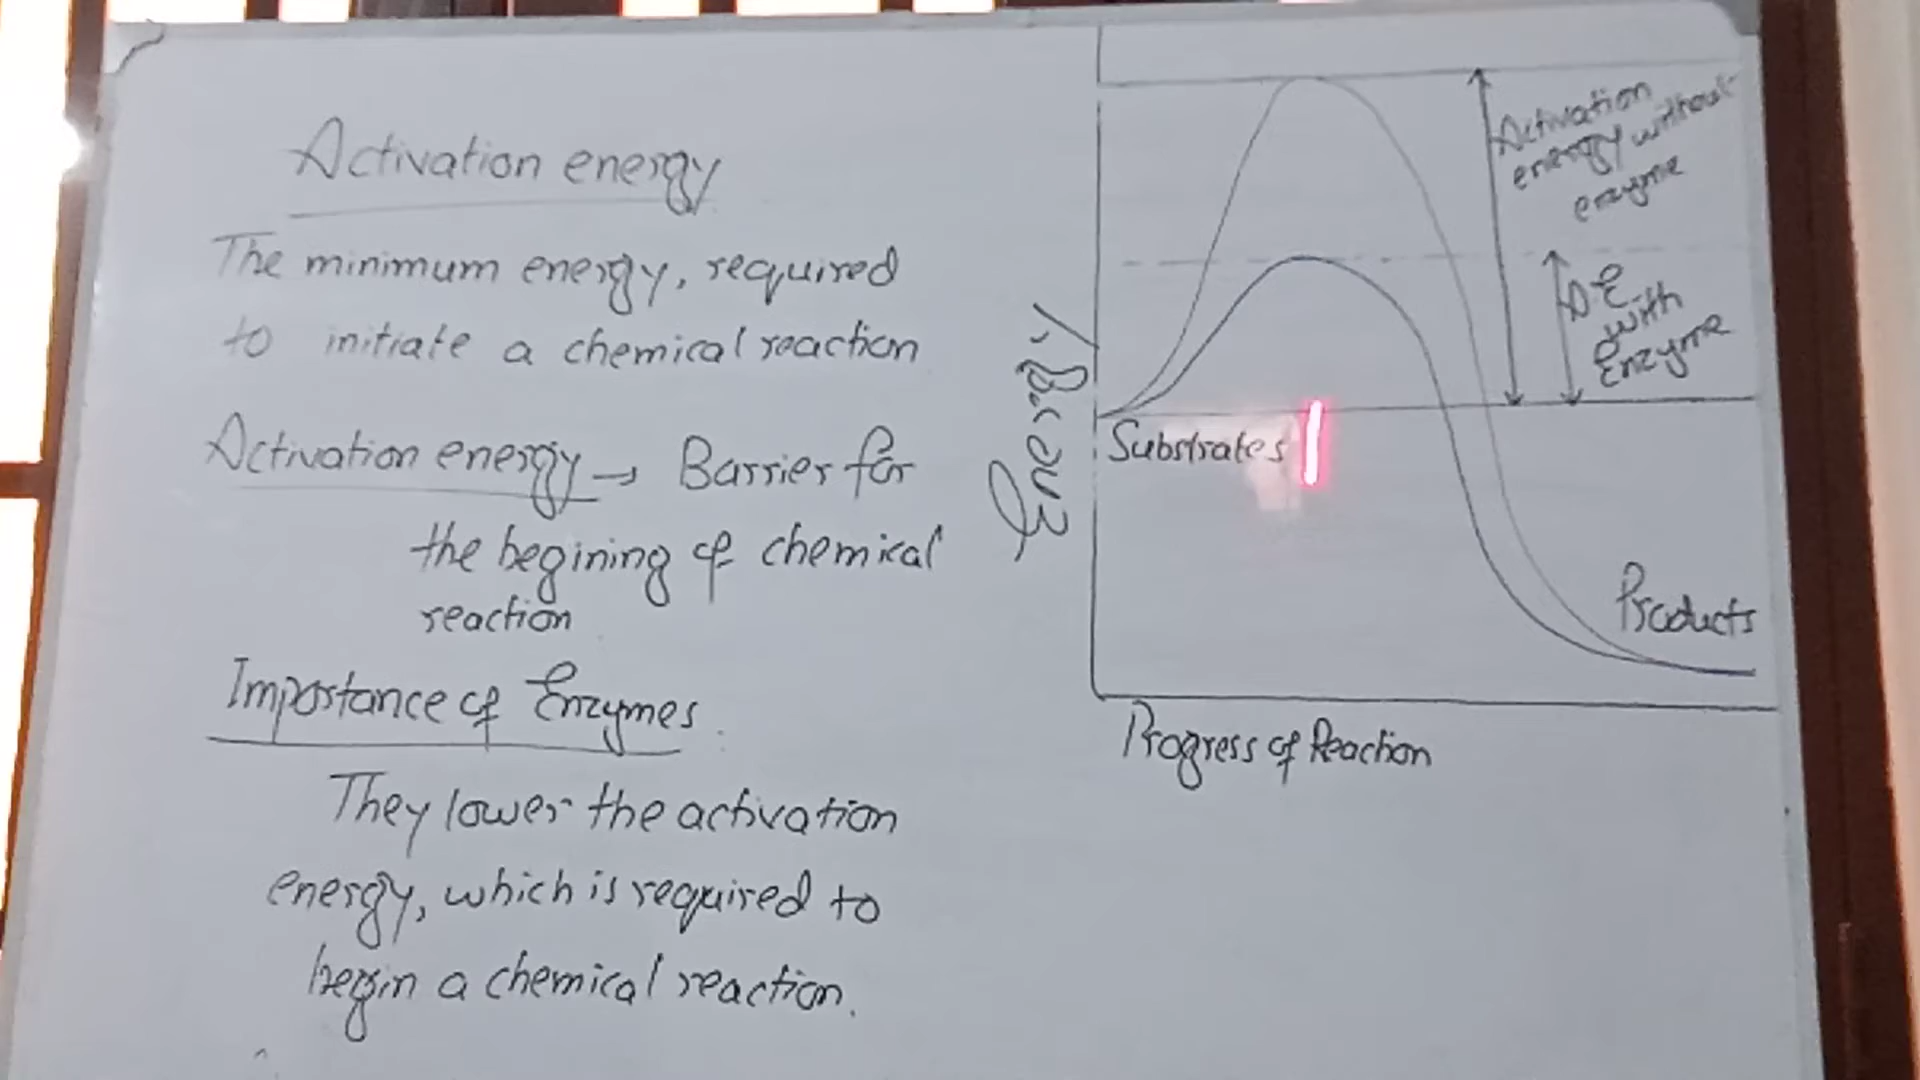 Activation energy
The minimum energy, required
to initiate a chemical reaction
Activation energy → Barrier for
the begining of chemical
reaction
Importance of Enzymes.
They lower the activation
energy, which is required to
begin a chemical reaction.
Activation
energy without
enzyme
ΔE
with
Enzyme
Energy
Substrates
Products
Progress of Reaction